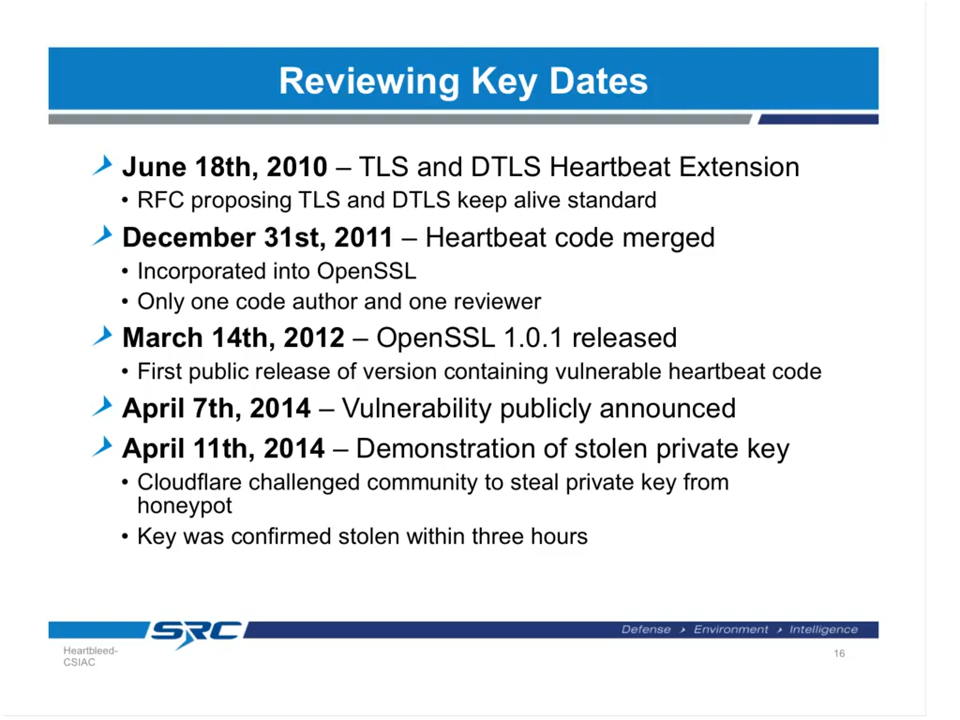 Reviewing Key Dates
June 18th, 2010 – TLS and DTLS Heartbeat Extension
• RFC proposing TLS and DTLS keep alive standard
December 31st, 2011 – Heartbeat code merged
• Incorporated into OpenSSL
• Only one code author and one reviewer
March 14th, 2012 – OpenSSL 1.0.1 released
• First public release of version containing vulnerable heartbeat code
April 7th, 2014 – Vulnerability publicly announced
April 11th, 2014 – Demonstration of stolen private key
• Cloudflare challenged community to steal private key from
honeypot
• Key was confirmed stolen within three hours
SRC
Defense › Environment › Intelligence
Heartbleed-
CSIAC
16